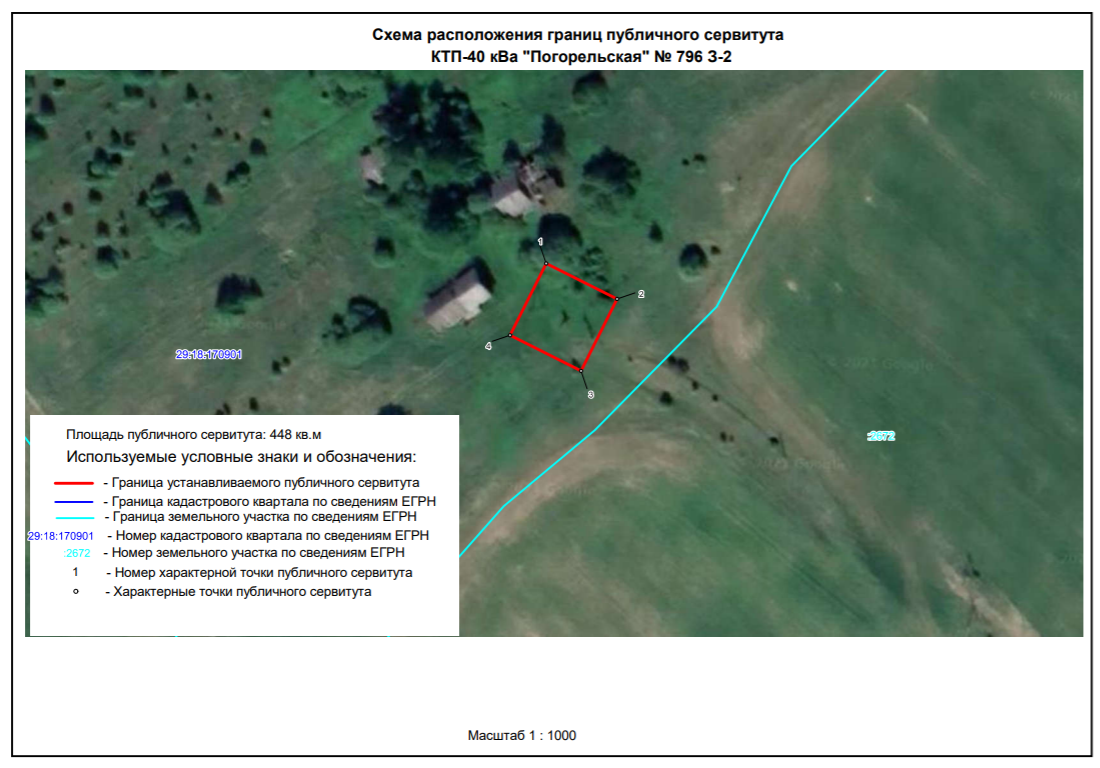 Схема расположения границ публичного сервитута
КТП-40 кВа "Погорельская" № 796 З-2
1
2
4
3
29:18:170901
:2672
Площадь публичного сервитута: 448 кв.м
Используемые условные знаки и обозначения:
- Граница устанавливаемого публичного сервитута
- Граница кадастрового квартала по сведениям ЕГРН
- Граница земельного участка по сведениям ЕГРН
29:18:170901 - Номер кадастрового квартала по сведениям ЕГРН
:2672 - Номер земельного участка по сведениям ЕГРН
1 - Номер характерной точки публичного сервитута
- Характерные точки публичного сервитута
Масштаб 1 : 1000